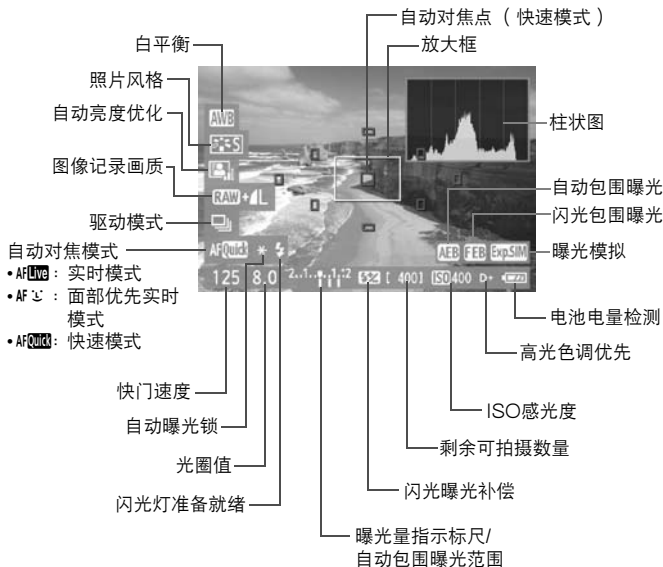 自动对焦点（快速模式）
放大框
白平衡
照片风格
自动亮度优化
图像记录画质
驱动模式
自动对焦模式
• AF Live : 实时模式
• AF : 面部优先实时
模式
• AF Quick : 快速模式
AWB
S
RAW+L
AF Quick
125 8.0 -2..1..1..:2 [ 400] ISO 400 D+
AEB FEB Exp.SIM
柱状图
自动包围曝光
闪光包围曝光
曝光模拟
电池电量检测
高光色调优先
ISO感光度
剩余可拍摄数量
闪光曝光补偿
曝光量指示标尺/
自动包围曝光范围
快门速度
自动曝光锁
光圈值
闪光灯准备就绪